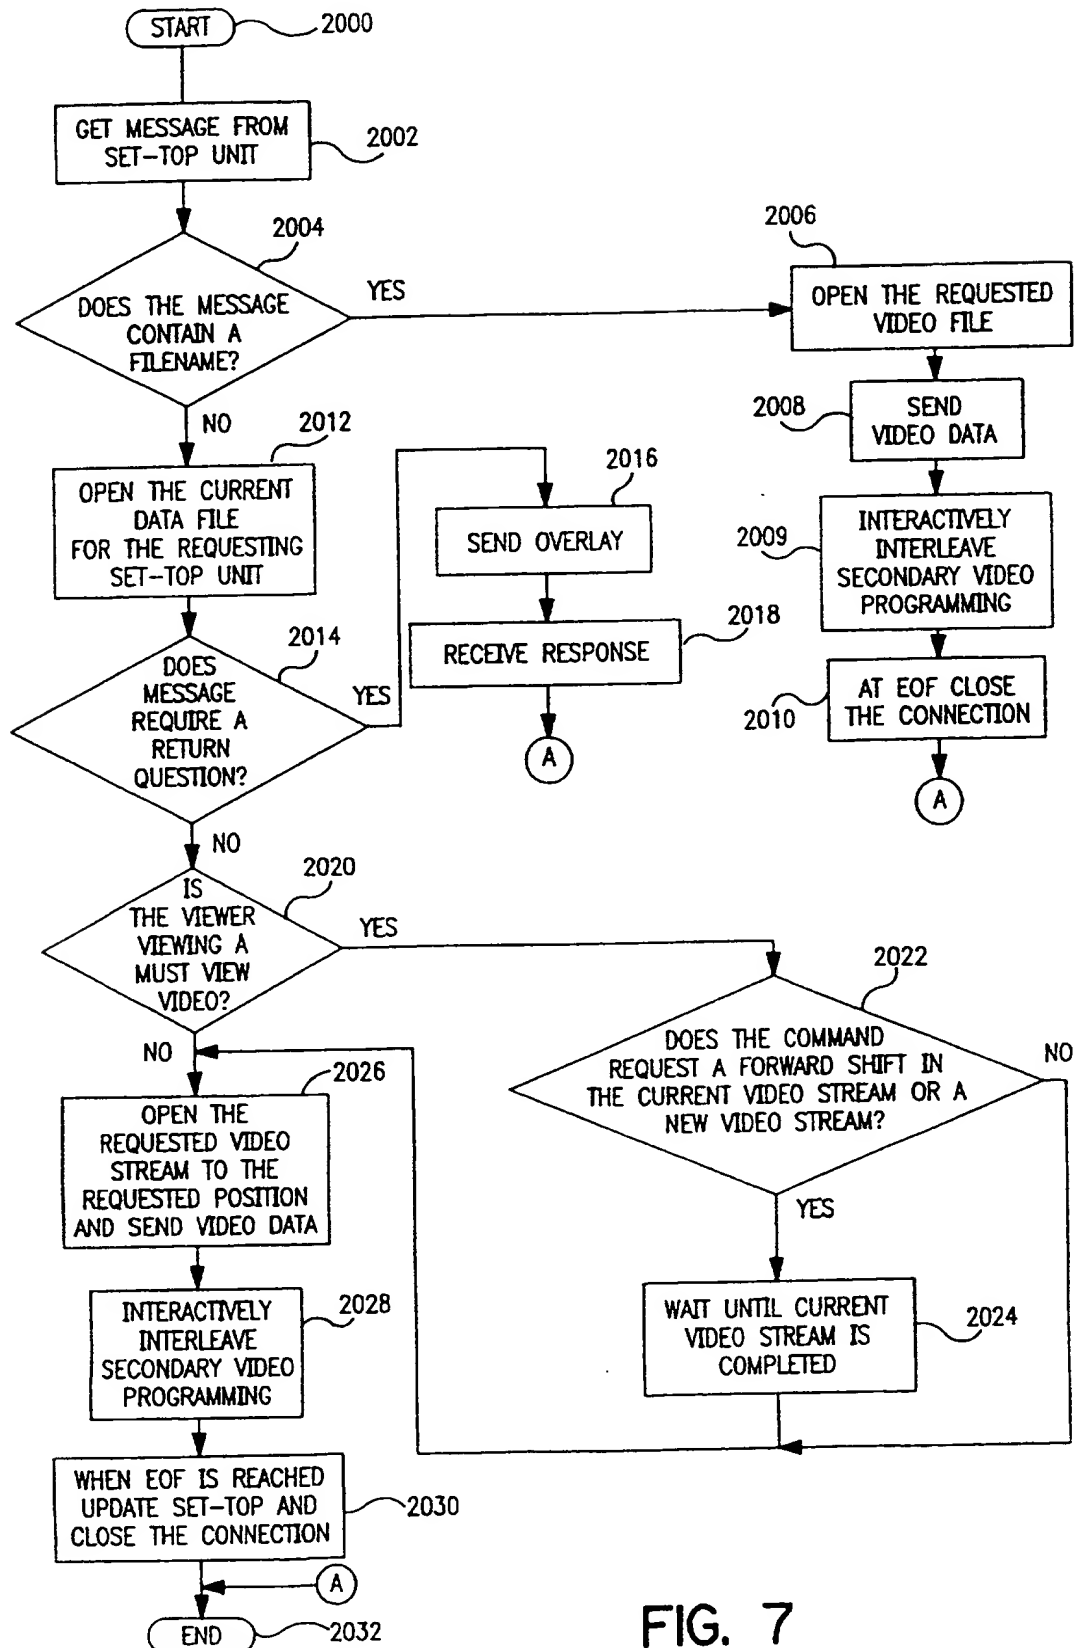 START
2000
GET MESSAGE FROM
SET-TOP UNIT
2002
2004
DOES THE MESSAGE
CONTAIN A
FILENAME?
YES
NO
2006
OPEN THE REQUESTED
VIDEO FILE
2008
SEND
VIDEO DATA
2009
INTERACTIVELY
INTERLEAVE
SECONDARY VIDEO
PROGRAMMING
2010
AT EOF CLOSE
THE CONNECTION
A
2012
OPEN THE CURRENT
DATA FILE
FOR THE REQUESTING
SET-TOP UNIT
2014
DOES
MESSAGE
REQUIRE A
RETURN
QUESTION?
YES
NO
2016
SEND OVERLAY
2018
RECEIVE RESPONSE
A
2020
IS
THE VIEWER
VIEWING A
MUST VIEW
VIDEO?
YES
NO
2022
DOES THE COMMAND
REQUEST A FORWARD SHIFT IN
THE CURRENT VIDEO STREAM OR A
NEW VIDEO STREAM?
NO
YES
2024
WAIT UNTIL CURRENT
VIDEO STREAM IS
COMPLETED
2026
OPEN THE
REQUESTED VIDEO
STREAM TO THE
REQUESTED POSITION
AND SEND VIDEO DATA
2028
INTERACTIVELY
INTERLEAVE
SECONDARY VIDEO
PROGRAMMING
WHEN EOF IS REACHED
UPDATE SET-TOP AND
CLOSE THE CONNECTION
2030
A
END
2032
FIG. 7